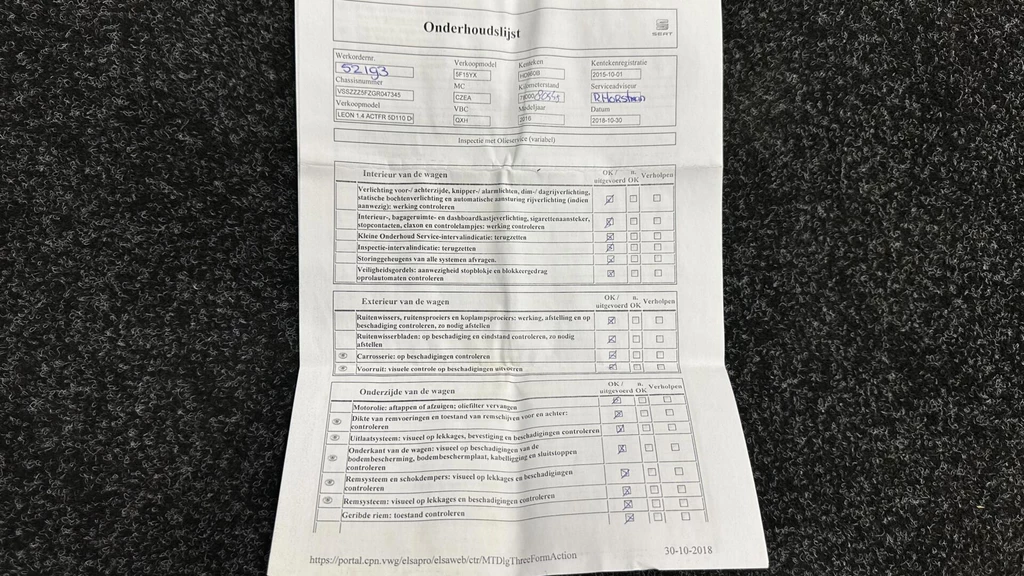 Onderhoudslijst
SEAT
Werkordernr.
52193
Chassisnummer
VSSZZZ5FZGR047345
Verkoopmodel
LEON 1.4 ACTFR 5D110 D
Verkoopmodel
5F15YX
MC
CZEA
VBC
QXH
Kenteken
Kilometerstand
Modeljaar
2016
Kentekenregistratie
2015-10-01
Serviceadviseur
Datum
2018-10-30
Inspectie met Olieservice (variabel)
Interieur van de wagen
OK / uitgevoerd
n. OK
Verholpen
Verlichting voor-/ achterzijde, knipper-/ alarmlichten, dim-/ dagrijverlichting,
statische bochtenverlichting en automatische aansturing rijverlichting (indien
aanwezig): werking controleren
Interieur-, bagageruimte- en dashboardkastjeverlichting, sigarettenaansteker,
stopcontacten, claxon en controlelampjes: werking controleren
Kleine Onderhoud Service-intervalindicatie: terugzetten
Inspectie-intervalindicatie: terugzetten
Storinggeheugens van alle systemen afvragen.
Veiligheidsgordels: aanwezigheid stopblokje en blokkeergedrag
oprolautomaten controleren
Exterieur van de wagen
OK / uitgevoerd
n. OK
Verholpen
Ruitenwissers, ruitensproeiers en koplampsproeiers: werking, afstelling en op
beschadiging controleren, zo nodig afstellen
Ruitenwisserbladen: op beschadiging en eindstand controleren, zo nodig
afstellen
Carrosserie: op beschadigingen controleren
Voorruit: visuele controle op beschadigingen uitvoeren
Onderzijde van de wagen
OK / uitgevoerd
n. OK
Verholpen
Motorolie: aftappen of afzuigen; oliefilter vervangen
Dikte van remvoeringen en toestand van remschijven voor en achter:
controleren
Uitlaatsysteem: visueel op lekkages, bevestiging en beschadigingen controleren
Onderkant van de wagen: visueel op beschadigingen van de
bodembescherming, bodembeschermplaat, kabelligging en sluitstoppen
controleren
Remsysteem en schokdempers: visueel op lekkages en beschadigingen
controleren
Remsysteem: visueel op lekkages en beschadigingen controleren
Geribde riem: toestand controleren
https://portal.cpn.vwg/elsapro/elsaweb/ctr/MTDlgThreeFormAction
30-10-2018